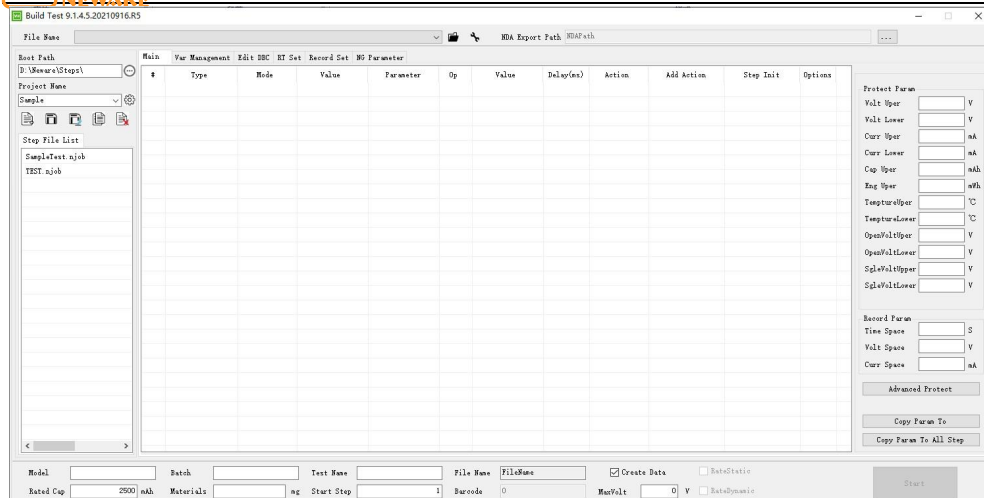 NEWARE
Build Test 9.1.4.5.20210916.R5
File Name NDA Export Path NDAPath ...
Root Path
D:\Neware\Steps\
Project Name
Sample
Step File List
SampleTest.njob
TEST.njob
Main Var Management Edit DBC RT Set Record Set NG Parameter
# Type Mode Value Parameter Op Value Delay(ms) Action Add Action Step Init Options
Protect Param
Volt Uper V
Volt Lower V
Curr Uper mA
Curr Lower mA
Cap Uper mAh
Eng Uper mWh
TemptureUper ℃
TemptureLower ℃
OpenVoltUper V
OpenVoltLower V
SgleVoltUpper V
SgleVoltLower V
Record Param
Time Space S
Volt Space V
Curr Space mA
Advanced Protect
Copy Param To
Copy Param To All Step
Model Batch Test Name File Name FileName Create Data RateStatic
Rated Cap 2500 mAh Materials mg Start Step 1 Barcode 0 MaxVolt 0 V RateDynamic
Start